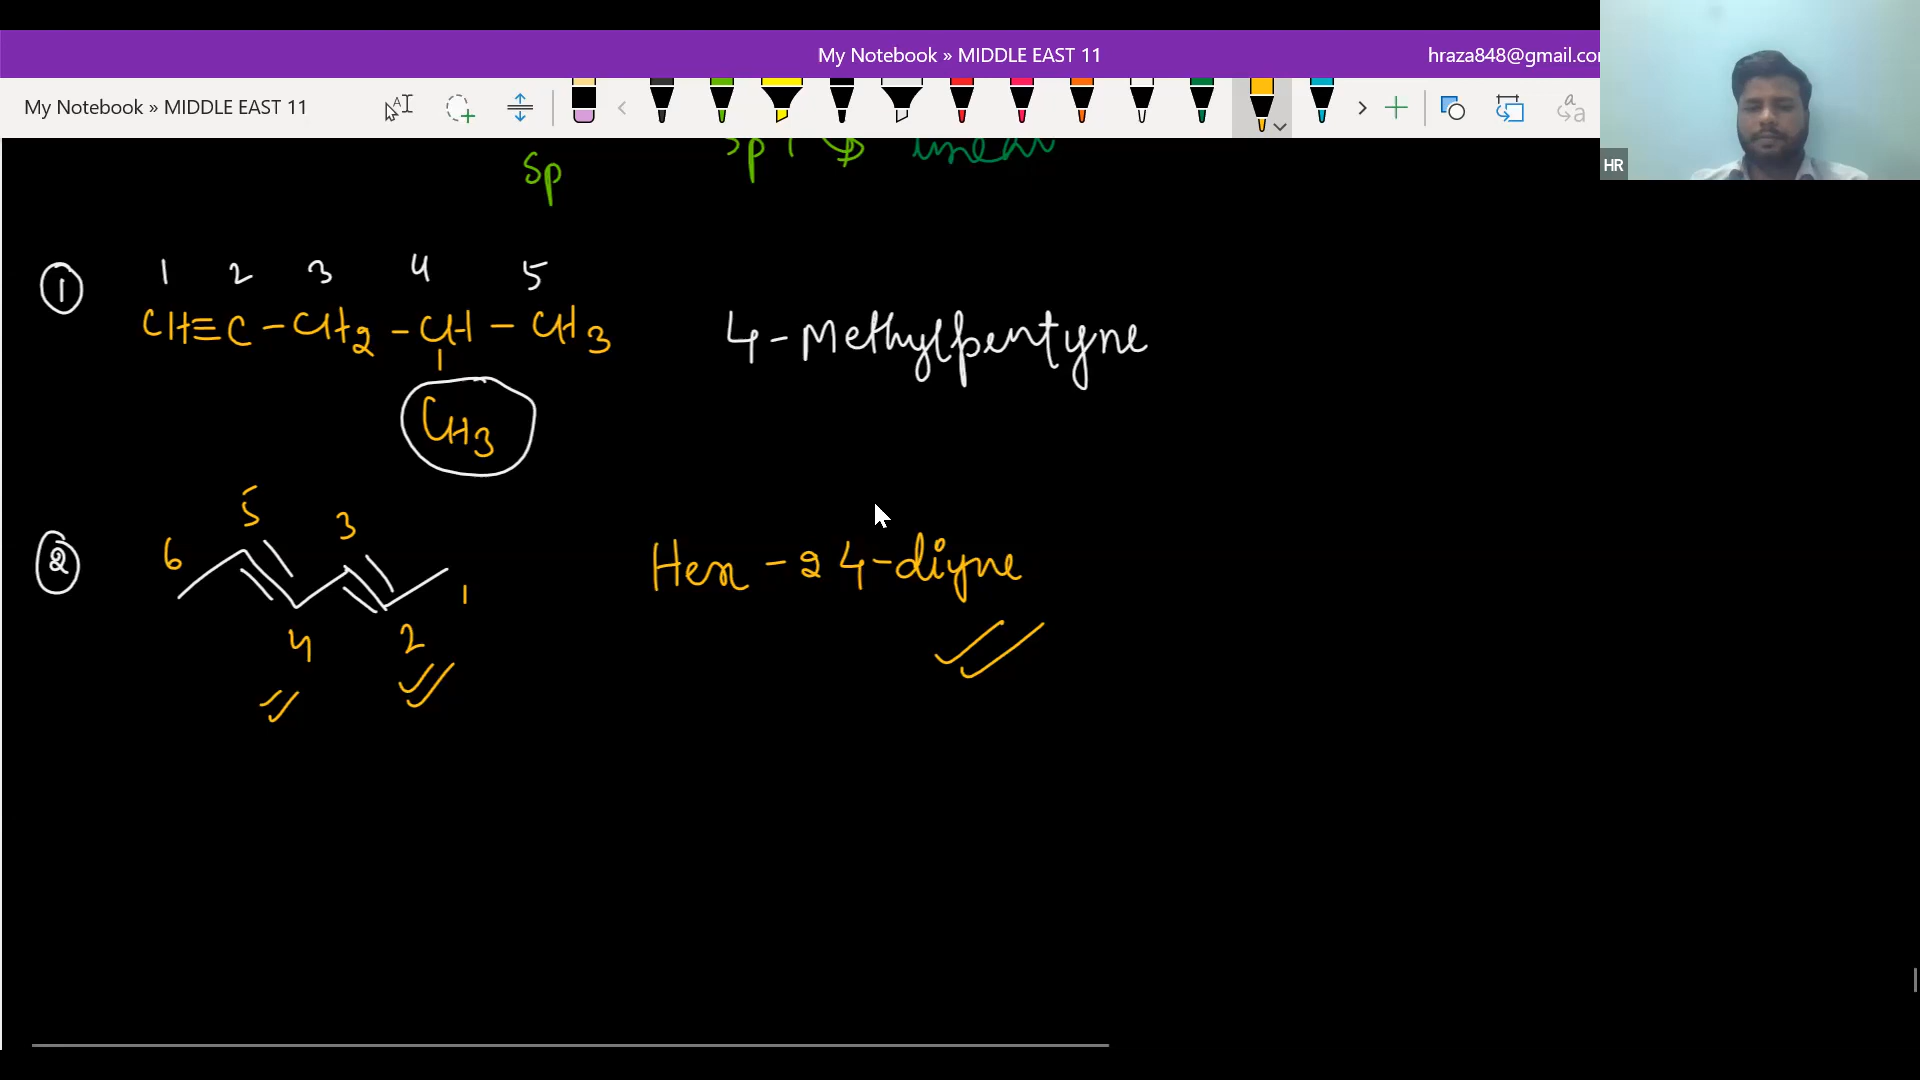 My Notebook » MIDDLE EAST 11
hraza848@gmail.co
My Notebook » MIDDLE EAST 11
HR
Sp
Sp linear
① 1 2 3 4 5
CH≡C-CH2-CH-CH3 4-Methylpentyne
CH3
② 6 5 3 1 Hex-2 4-diyne
4 2